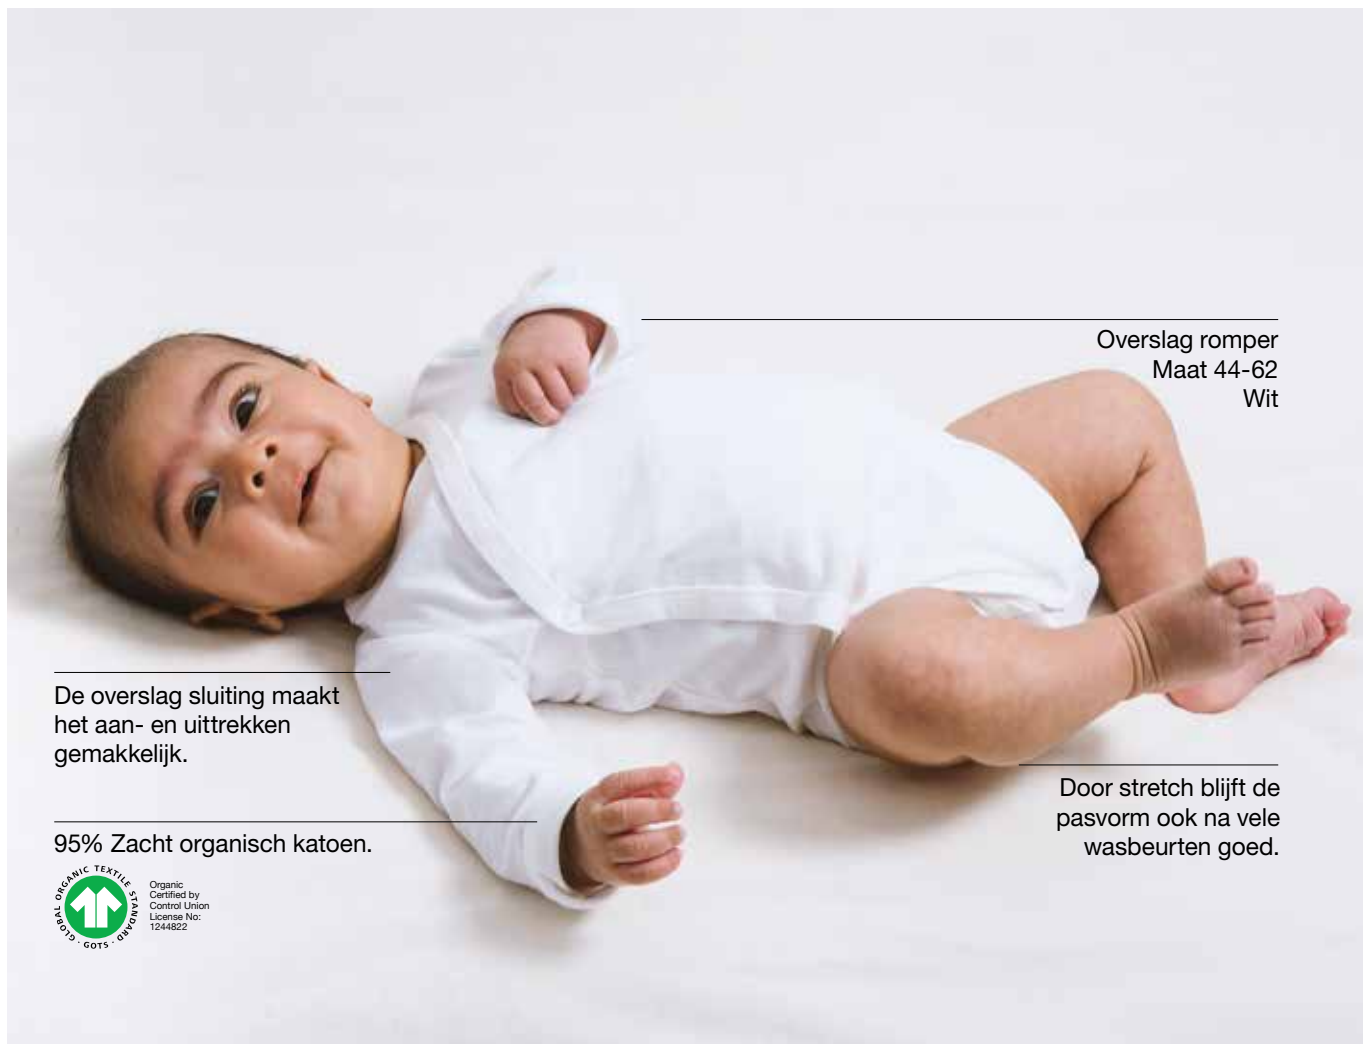 Overslag romper
Maat 44-62
Wit
De overslag sluiting maakt
het aan- en uittrekken
gemakkelijk.
Door stretch blijft de
pasvorm ook na vele
wasbeurten goed.
95% Zacht organisch katoen.
GLOBAL ORGANIC TEXTILE STANDARD · GOTS ·
Organic
Certified by
Control Union
License No:
1244822